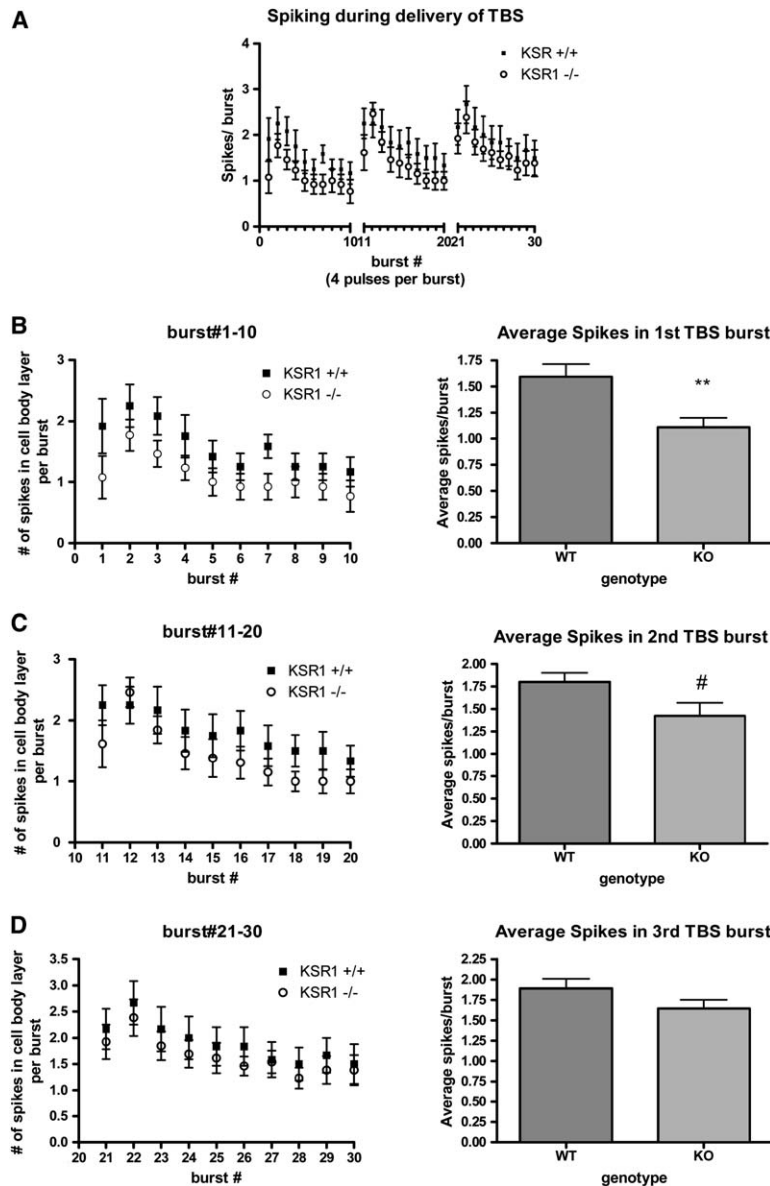 A
Spiking during delivery of TBS
KSR +/+
KSR1 -/-
Spikes/ burst
4
3
2
1
0
0
1011
2021
30
burst #
(4 pulses per burst)
B
burst#1-10
KSR1 +/+
KSR1 -/-
# of spikes in cell body layer
per burst
3
2
1
0
0 1 2 3 4 5 6 7 8 9 10
burst #
Average Spikes in 1st TBS burst
Average spikes/burst
1.75
1.50
1.25
1.00
0.75
0.50
0.25
0.00
**
WT KO
genotype
C
burst#11-20
KSR1 +/+
KSR1 -/-
# of spikes in cell body layer
per burst
3
2
1
0
10 11 12 13 14 15 16 17 18 19 20
burst #
Average Spikes in 2nd TBS burst
Average spikes/burst
2.00
1.75
1.50
1.25
1.00
0.75
0.50
0.25
0.00
#
WT KO
genotype
D
burst#21-30
KSR1 +/+
KSR1 -/-
# of spikes in cell body layer
per burst
3.5
3.0
2.5
2.0
1.5
1.0
0.5
0.0
20 21 22 23 24 25 26 27 28 29 30
burst #
Average Spikes in 3rd TBS burst
Average spikes/burst
2.25
2.00
1.75
1.50
1.25
1.00
0.75
0.50
0.25
0.00
WT KO
genotype